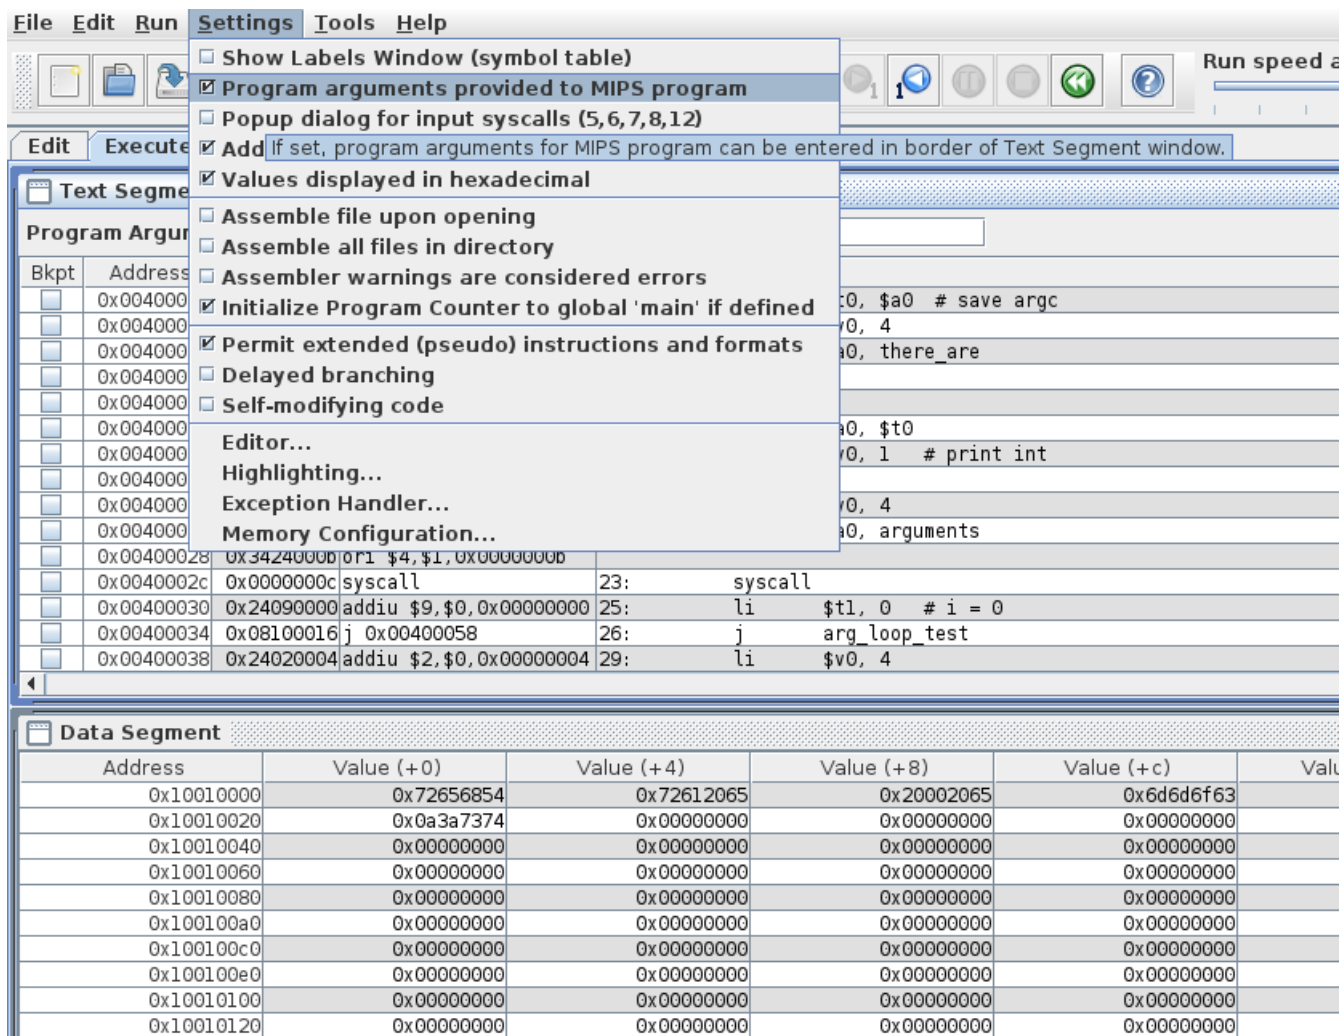 File Edit Run Settings Tools Help
Show Labels Window (symbol table)
Program arguments provided to MIPS program
Popup dialog for input syscalls (5,6,7,8,12)
Add If set, program arguments for MIPS program can be entered in border of Text Segment window.
Values displayed in hexadecimal
Assemble file upon opening
Assemble all files in directory
Assembler warnings are considered errors
Initialize Program Counter to global 'main' if defined
Permit extended (pseudo) instructions and formats
Delayed branching
Self-modifying code
Editor...
Highlighting...
Exception Handler...
Memory Configuration...
1 1 Run speed a
Edit Execute
Text Segme
Program Argur
Bkpt Address
0x004000 t0, $a0 # save argc
0x004000 v0, 4
0x004000 a0, there_are
0x004000
0x004000
0x004000 a0, $t0
0x004000 v0, 1 # print int
0x004000
0x004000 v0, 4
0x004000 a0, arguments
0x00400028 0x3424000b ori $4,$1,0x0000000b
0x0040002c 0x0000000c syscall 23: syscall
0x00400030 0x24090000 addiu $9,$0,0x00000000 25: li $t1, 0 # i = 0
0x00400034 0x08100016 j 0x00400058 26: j arg_loop_test
0x00400038 0x24020004 addiu $2,$0,0x00000004 29: li $v0, 4
Data Segment
Address Value (+0) Value (+4) Value (+8) Value (+c) Valu
0x10010000 0x72656854 0x72612065 0x20002065 0x6d6d6f63
0x10010020 0x0a3a7374 0x00000000 0x00000000 0x00000000
0x10010040 0x00000000 0x00000000 0x00000000 0x00000000
0x10010060 0x00000000 0x00000000 0x00000000 0x00000000
0x10010080 0x00000000 0x00000000 0x00000000 0x00000000
0x100100a0 0x00000000 0x00000000 0x00000000 0x00000000
0x100100c0 0x00000000 0x00000000 0x00000000 0x00000000
0x100100e0 0x00000000 0x00000000 0x00000000 0x00000000
0x10010100 0x00000000 0x00000000 0x00000000 0x00000000
0x10010120 0x00000000 0x00000000 0x00000000 0x00000000